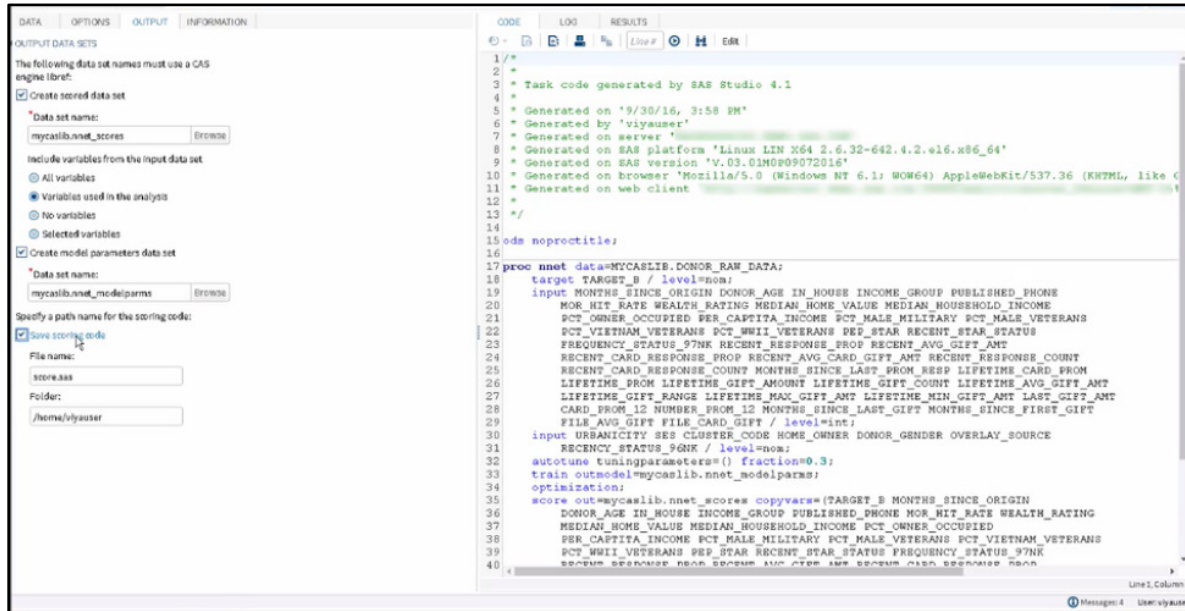 DATA OPTIONS OUTPUT INFORMATION
OUTPUT DATA SETS
The following data set names must use a CAS
engine libref:
Create scored data set
*Data set name:
mycaslib.nnet_scores Browse
Include variables from the input data set
All variables
Variables used in the analysis
No variables
Selected variables
Create model parameters data set
*Data set name:
mycaslib.nnet_modelparms Browse
Specify a path name for the scoring code:
Save scoring code
File name:
score.sas
Folder:
/home/viyauser
CODE LOG RESULTS
Line # Edit
1 /*
2 *
3 * Task code generated by SAS Studio 4.1
4 *
5 * Generated on '9/30/16, 3:58 PM'
6 * Generated by 'viyauser'
7 * Generated on server '
8 * Generated on SAS platform 'Linux LIN X64 2.6.32-642.4.2.el6.x86_64'
9 * Generated on SAS version 'V.03.01M0P09072016'
10 * Generated on browser 'Mozilla/5.0 (Windows NT 6.1; WOW64) AppleWebKit/537.36 (KHTML, like
11 * Generated on web client
12 *
13 */
14
15 ods noproctitle;
16
17 proc nnet data=MYCASLIB.DONOR_RAW_DATA;
18 target TARGET_B / level=nom;
19 input MONTHS_SINCE_ORIGIN DONOR_AGE IN_HOUSE INCOME_GROUP PUBLISHED_PHONE
20 MOR_HIT_RATE WEALTH_RATING MEDIAN_HOME_VALUE MEDIAN_HOUSEHOLD_INCOME
21 PCT_OWNER_OCCUPIED PER_CAPTITA_INCOME PCT_MALE_MILITARY PCT_MALE_VETERANS
22 PCT_VIETNAM_VETERANS PCT_WWII_VETERANS PEP_STAR RECENT_STAR_STATUS
23 FREQUENCY_STATUS_97NK RECENT_RESPONSE_PROP RECENT_AVG_GIFT_AMT
24 RECENT_CARD_RESPONSE_PROP RECENT_AVG_CARD_GIFT_AMT RECENT_RESPONSE_COUNT
25 RECENT_CARD_RESPONSE_COUNT MONTHS_SINCE_LAST_PROM_RESP LIFETIME_CARD_PROM
26 LIFETIME_PROM LIFETIME_GIFT_AMOUNT LIFETIME_GIFT_COUNT LIFETIME_AVG_GIFT_AMT
27 LIFETIME_GIFT_RANGE LIFETIME_MAX_GIFT_AMT LIFETIME_MIN_GIFT_AMT LAST_GIFT_AMT
28 CARD_PROM_12 NUMBER_PROM_12 MONTHS_SINCE_LAST_GIFT MONTHS_SINCE_FIRST_GIFT
29 FILE_AVG_GIFT FILE_CARD_GIFT / level=int;
30 input URBANICITY SES CLUSTER_CODE HOME_OWNER DONOR_GENDER OVERLAY_SOURCE
31 RECENCY_STATUS_96NK / level=nom;
32 autotune tuningparameters=() fraction=0.3;
33 train outmodel=mycaslib.nnet_modelparms;
34 optimization;
35 score out=mycaslib.nnet_scores copyvars=(TARGET_B MONTHS_SINCE_ORIGIN
36 DONOR_AGE IN_HOUSE INCOME_GROUP PUBLISHED_PHONE MOR_HIT_RATE WEALTH_RATING
37 MEDIAN_HOME_VALUE MEDIAN_HOUSEHOLD_INCOME PCT_OWNER_OCCUPIED
38 PER_CAPTITA_INCOME PCT_MALE_MILITARY PCT_MALE_VETERANS PCT_VIETNAM_VETERANS
39 PCT_WWII_VETERANS PEP_STAR RECENT_STAR_STATUS FREQUENCY_STATUS_97NK
40 RECENT_RESPONSE_PROP RECENT_AVG_GIFT_AMT RECENT_CARD_RESPONSE_PROP
Line 1, Column
Messages: 4 User: viyause